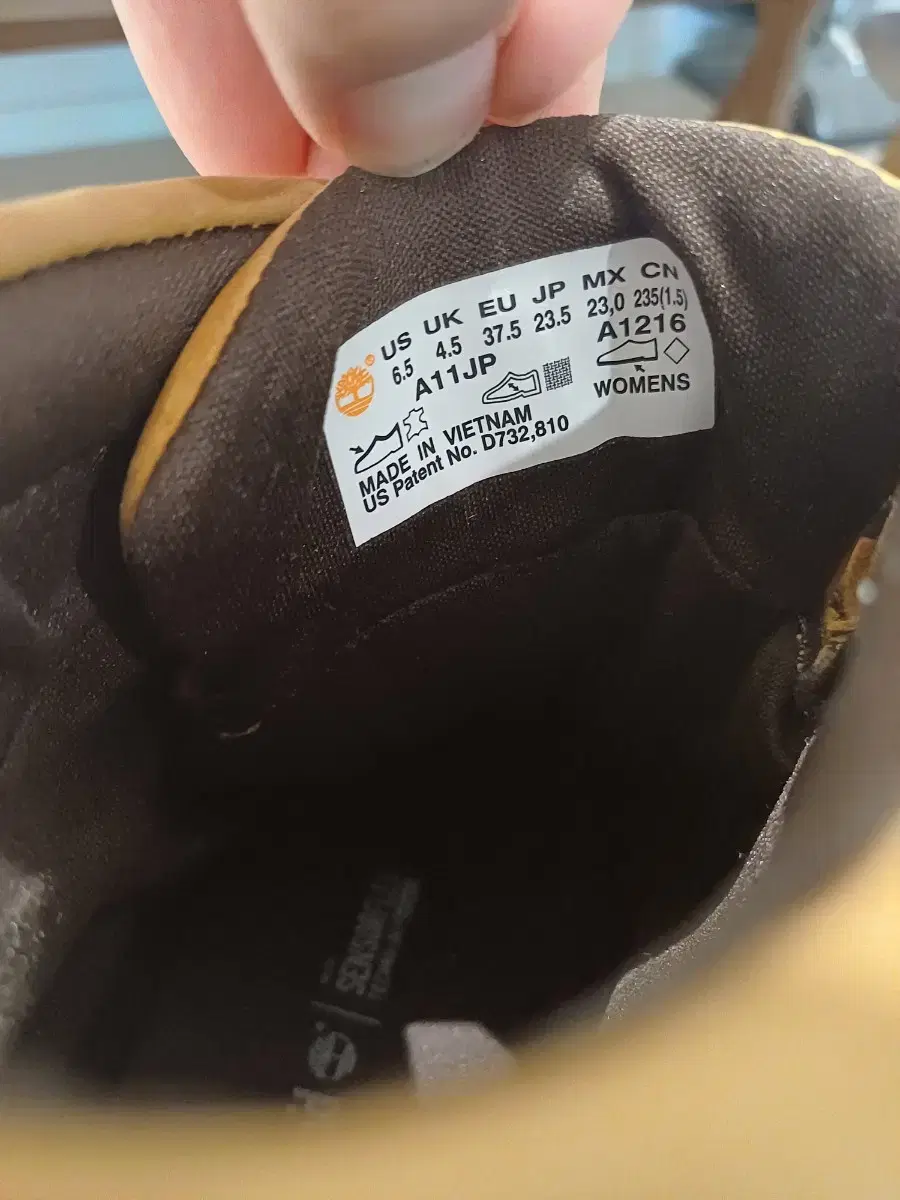 US UK EU JP MX CN
6.5 4.5 37.5 23.5 23,0 235(1.5)
A11JP A1216
WOMENS
MADE IN VIETNAM
US Patent No. D732,810